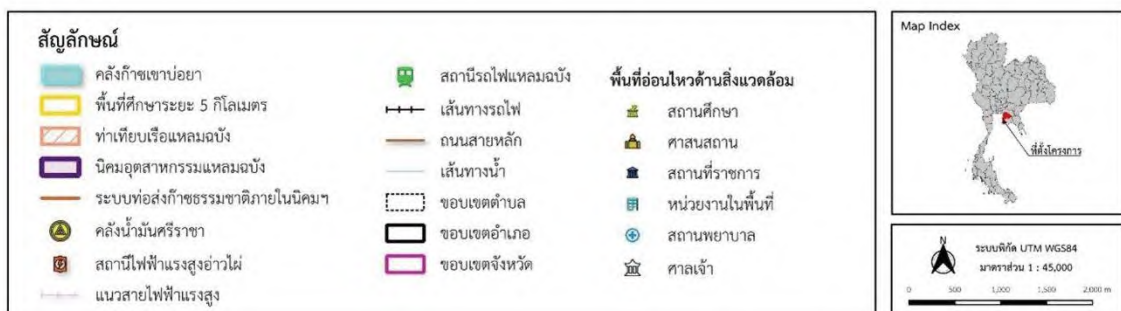 สัญลักษณ์
คลังก๊าซเขาบ่อยา
พื้นที่ศึกษาระยะ 5 กิโลเมตร
ท่าเทียบเรือแหลมฉบัง
นิคมอุตสาหกรรมแหลมฉบัง
ระบบท่อส่งก๊าซธรรมชาติภายในนิคมฯ
คลังน้ำมันศรีราชา
สถานีไฟฟ้าแรงสูงอ่าวไผ่
แนวสายไฟฟ้าแรงสูง
สถานีรถไฟแหลมฉบัง
เส้นทางรถไฟ
ถนนสายหลัก
เส้นทางน้ำ
ขอบเขตตำบล
ขอบเขตอำเภอ
ขอบเขตจังหวัด
พื้นที่อ่อนไหวด้านสิ่งแวดล้อม
สถานศึกษา
ศาสนสถาน
สถานที่ราชการ
หน่วยงานในพื้นที่
สถานพยาบาล
ศาลเจ้า
Map Index
ที่ตั้งโครงการ
N
ระบบพิกัด UTM WGS84
มาตราส่วน 1 : 45,000
0 500 1,000 1,500 2,000 m